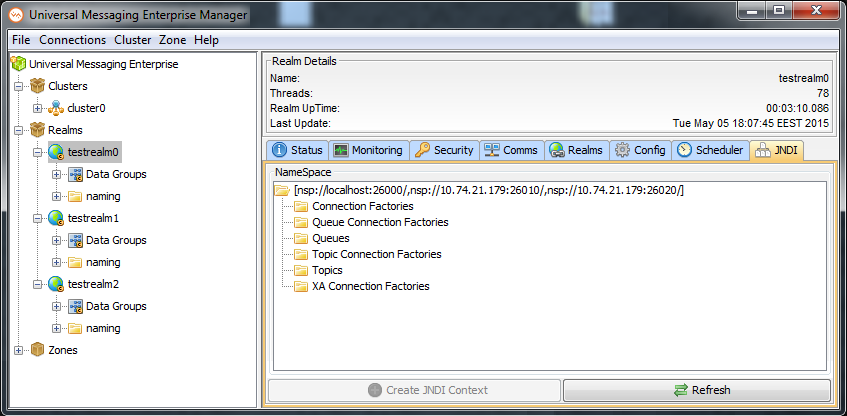 Universal Messaging Enterprise Manager
File Connections Cluster Zone Help
Universal Messaging Enterprise
Clusters
cluster0
Realms
testrealm0
Data Groups
naming
testrealm1
Data Groups
naming
testrealm2
Data Groups
naming
Zones
Realm Details
Name: testrealm0
Threads: 78
Realm UpTime: 00:03:10.086
Last Update: Tue May 05 18:07:45 EEST 2015
Status Monitoring Security Comms Realms Config Scheduler JNDI
NameSpace
[nsp://localhost:26000/,nsp://10.74.21.179:26010/,nsp://10.74.21.179:26020/]
Connection Factories
Queue Connection Factories
Queues
Topic Connection Factories
Topics
XA Connection Factories
Create JNDI Context Refresh